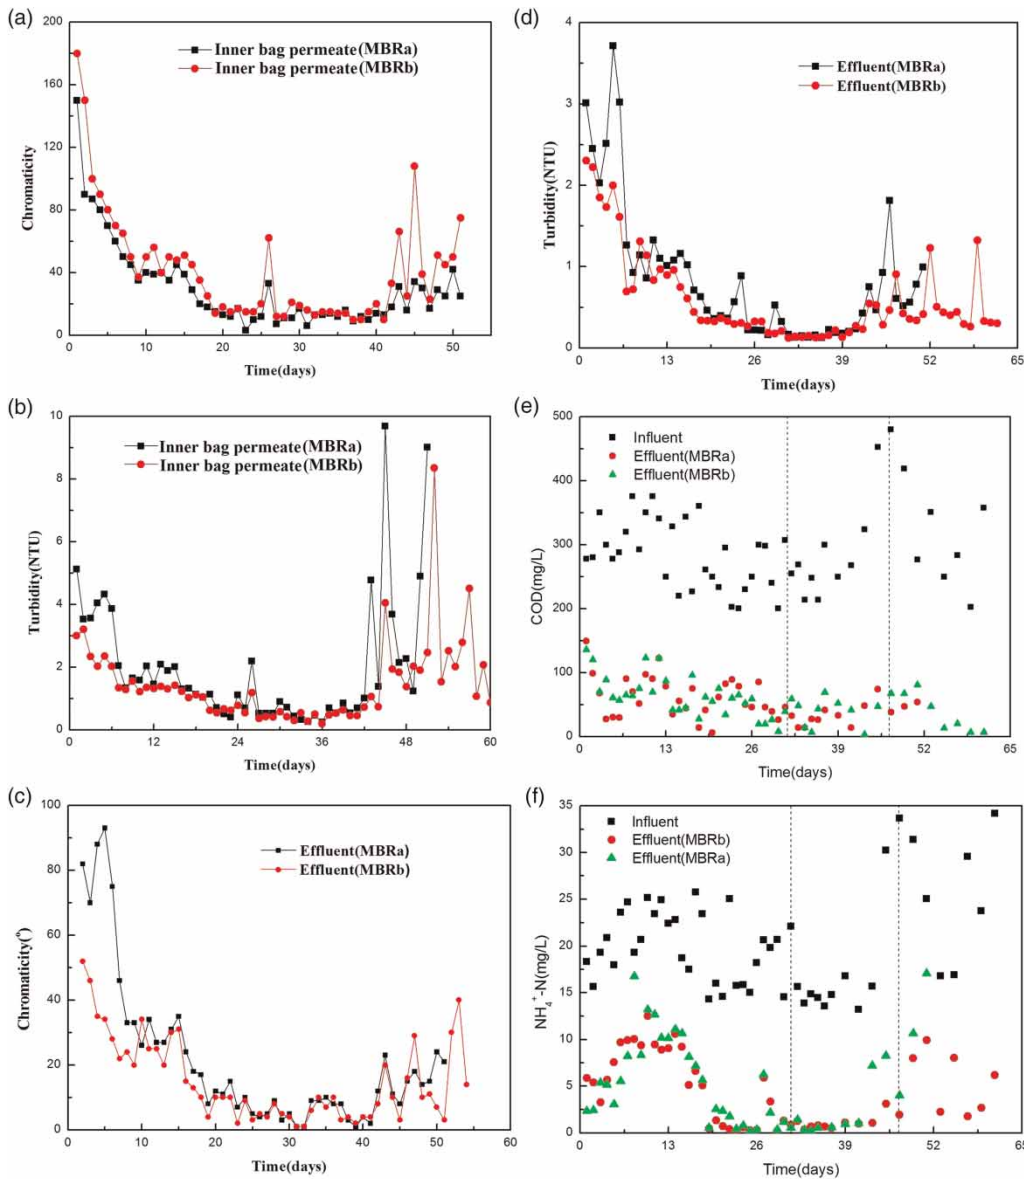 (a)
200
160
120
80
40
0
Chromaticity
Inner bag permeate(MBRa)
Inner bag permeate(MBRb)
0 10 20 30 40 50
Time(days)
(d)
4
3
2
1
0
Turbidity(NTU)
Effluent(MBRa)
Effluent(MBRb)
0 13 26 39 52 65
Time(days)
(b)
10
8
6
4
2
0
Turbidity(NTU)
Inner bag permeate(MBRa)
Inner bag permeate(MBRb)
0 12 24 36 48 60
Time(days)
(e)
500
400
300
200
100
0
COD(mg/L)
Influent
Effluent(MBRa)
Effluent(MBRb)
0 13 26 39 52 65
Time(days)
(c)
100
80
60
40
20
0
Chromaticity(°)
Effluent(MBRa)
Effluent(MBRb)
0 10 20 30 40 50 60
Time(days)
(f)
35
30
25
20
15
10
5
0
NH₄⁺-N(mg/L)
Influent
Effluent(MBRb)
Effluent(MBRa)
0 13 26 39 52 65
Time(days)